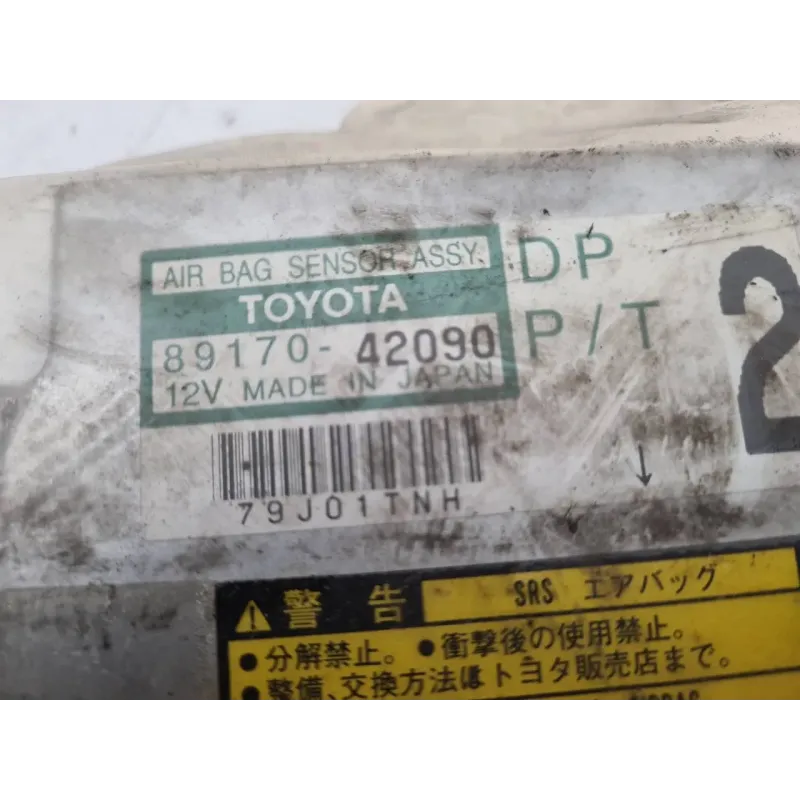 AIR BAG SENSOR ASSY.
TOYOTA
89170-42090
12V MADE IN JAPAN
DP
P/T
2
79J01TNH
警告
SRS エアバッグ
●分解禁止。 ●衝撃後の使用禁止。
●整備、交換方法はトヨタ販売店まで。